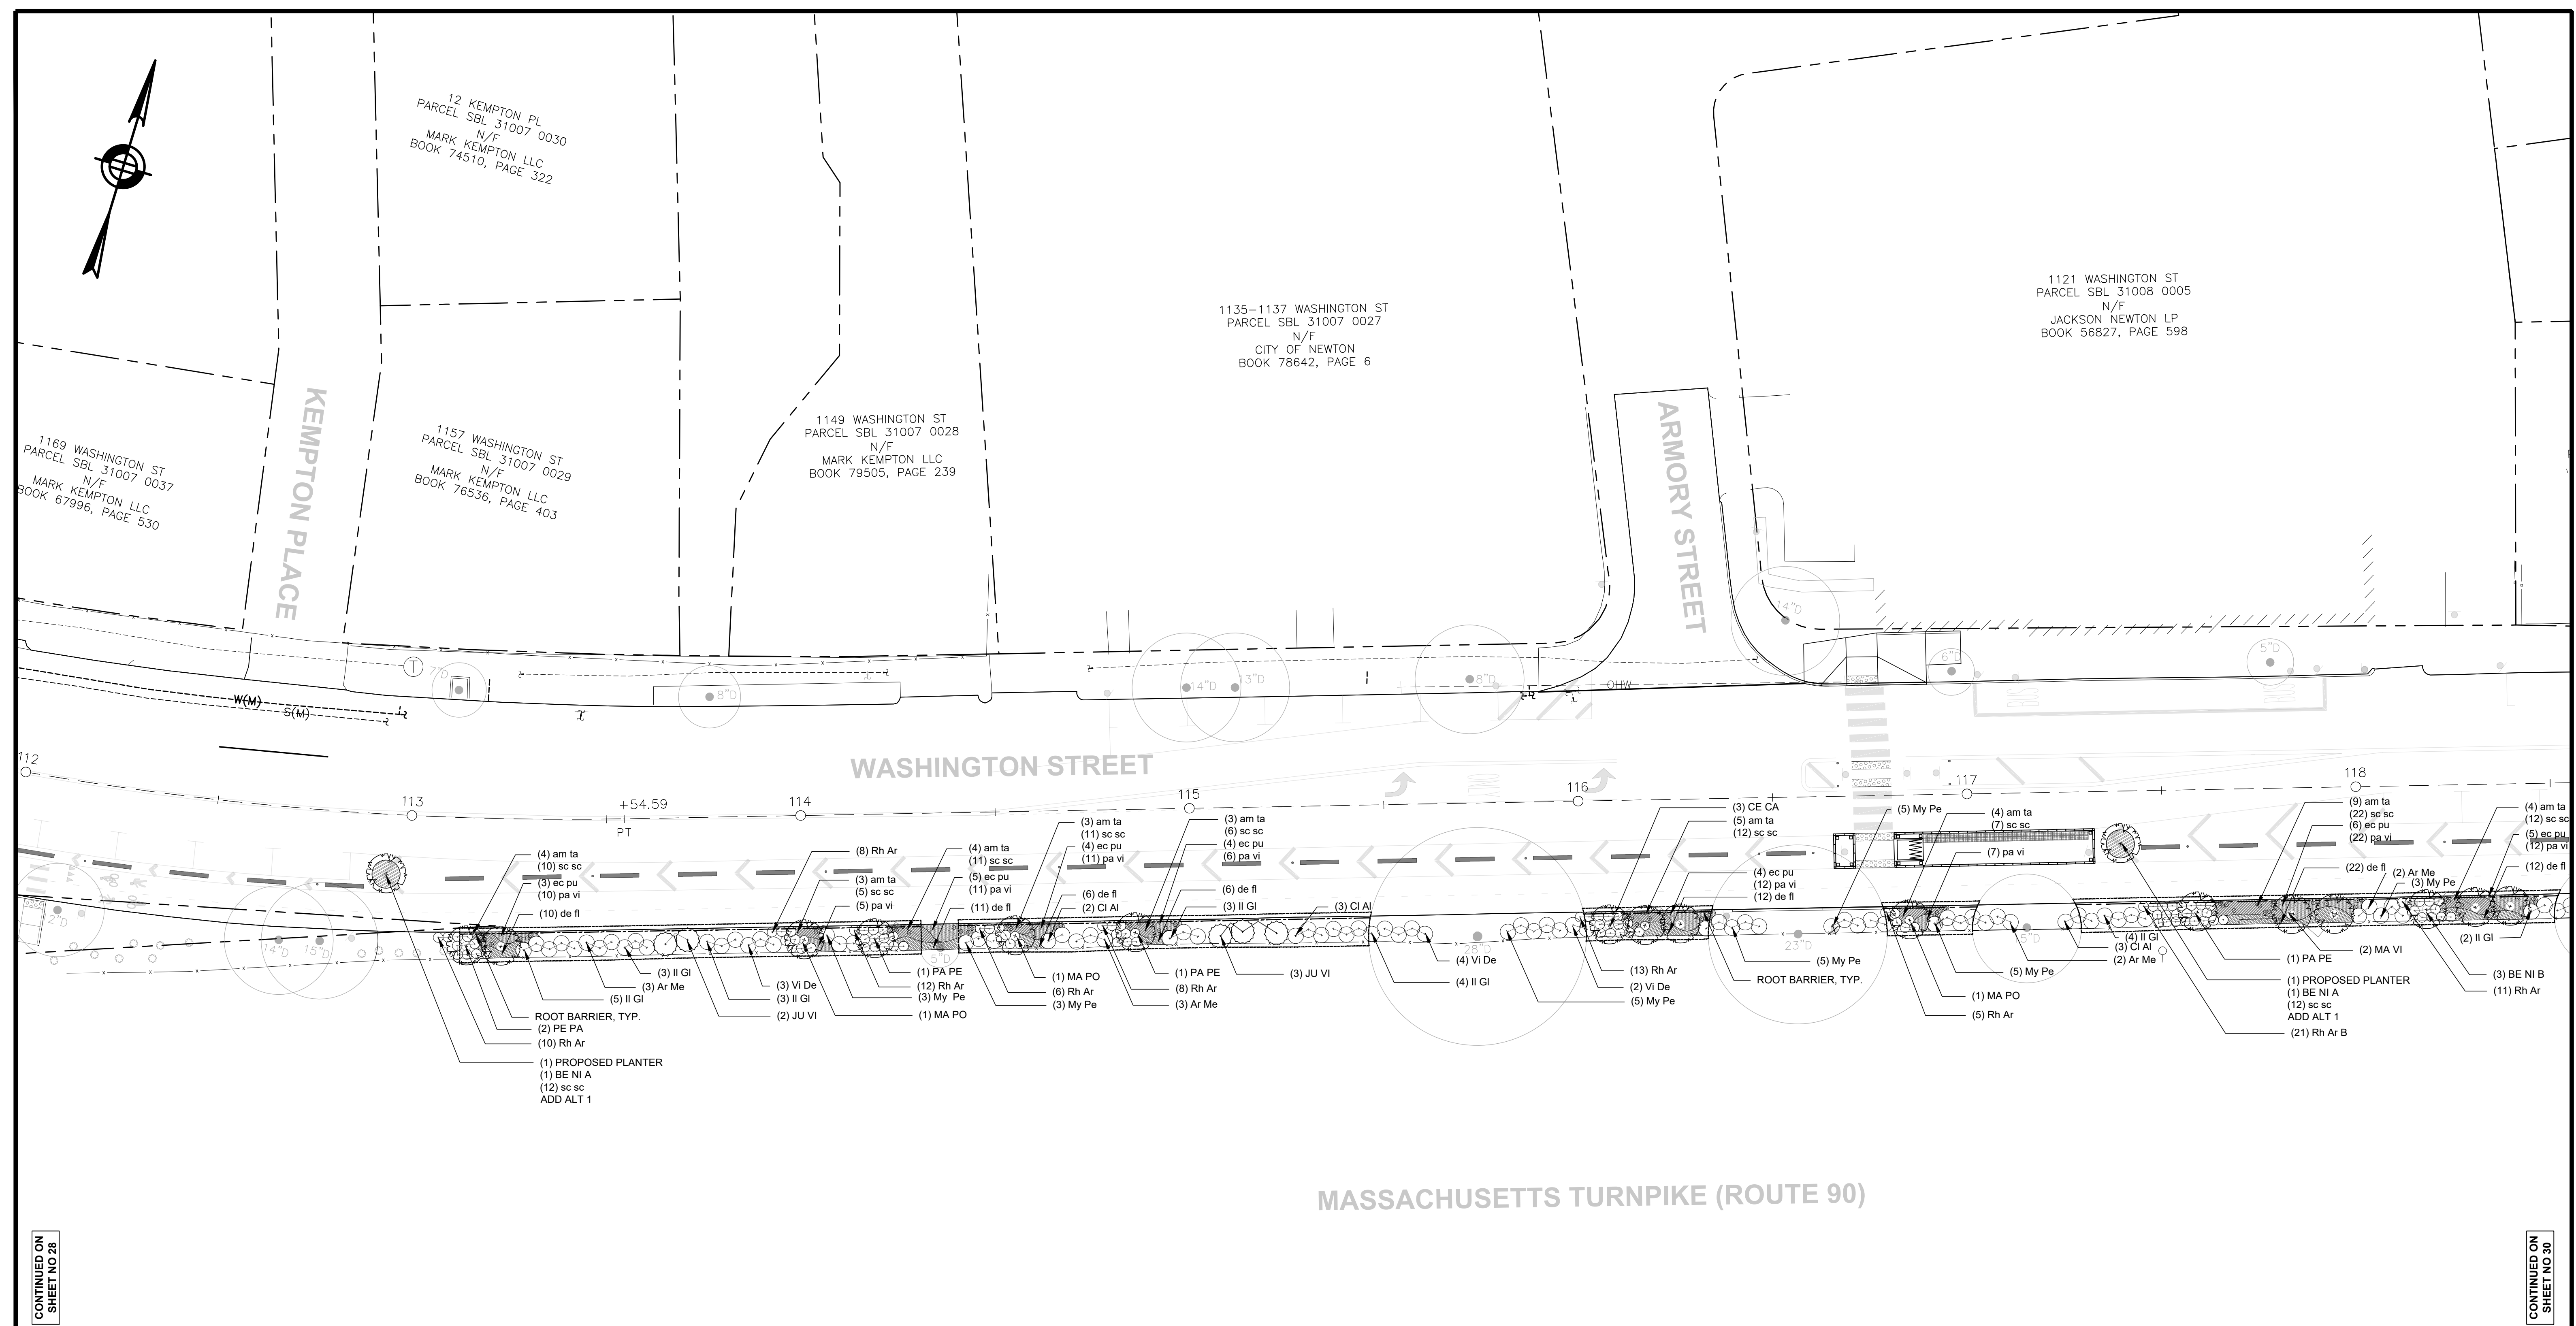 12 KEMPTON PL
PARCEL SBL 31007 0030
N/F
MARK KEMPTON LLC
BOOK 74510, PAGE 322
1169 WASHINGTON ST
PARCEL SBL 31007 0037
N/F
MARK KEMPTON LLC
BOOK 67996, PAGE 530
KEMPTON PLACE
1157 WASHINGTON ST
PARCEL SBL 31007 0029
N/F
MARK KEMPTON LLC
BOOK 76536, PAGE 403
1149 WASHINGTON ST
PARCEL SBL 31007 0028
N/F
MARK KEMPTON LLC
BOOK 79505, PAGE 239
1135-1137 WASHINGTON ST
PARCEL SBL 31007 0027
N/F
CITY OF NEWTON
BOOK 78642, PAGE 6
ARMORY STREET
1121 WASHINGTON ST
PARCEL SBL 31008 0005
N/F
JACKSON NEWTON LP
BOOK 56827, PAGE 598
T
7"D
8"D
14"D
13"D
8"D
14"D
6"D
5"D
W(M)
S(M)
OHW
WASHINGTON STREET
112
113
+54.59
PT
114
115
116
117
118
(4) am ta
(10) sc sc
(3) ec pu
(10) pa vi
(10) de fl
(8) Rh Ar
(3) am ta
(5) sc sc
(5) pa vi
(4) am ta
(11) sc sc
(5) ec pu
(11) pa vi
(11) de fl
(3) am ta
(11) sc sc
(4) ec pu
(11) pa vi
(6) de fl
(2) Cl Al
(3) am ta
(6) sc sc
(4) ec pu
(6) pa vi
(6) de fl
(3) Il Gl
(3) Cl Al
(3) CE CA
(5) am ta
(12) sc sc
(4) ec pu
(12) pa vi
(12) de fl
(5) My Pe
(4) am ta
(7) sc sc
(7) pa vi
(9) am ta
(22) sc sc
(6) ec pu
(22) pa vi
(22) de fl
(2) Ar Me
(3) My Pe
(4) am ta
(12) sc sc
(5) ec pu
(12) pa vi
(12) de fl
2"D
14"D
15"D
5"D
28"D
23"D
5"D
ROOT BARRIER, TYP.
(2) PE PA
(10) Rh Ar
(1) PROPOSED PLANTER
(1) BE NI A
(12) sc sc
ADD ALT 1
(5) Il Gl
(3) Ar Me
(3) Il Gl
(2) JU VI
(3) Il Gl
(3) Vi De
(1) MA PO
(3) My Pe
(12) Rh Ar
(1) PA PE
(3) My Pe
(6) Rh Ar
(1) MA PO
(3) Ar Me
(8) Rh Ar
(1) PA PE
(3) JU VI
(4) Il Gl
(4) Vi De
(5) My Pe
(2) Vi De
(13) Rh Ar
ROOT BARRIER, TYP.
(5) My Pe
(5) Rh Ar
(1) MA PO
(5) My Pe
(2) Ar Me
(3) Cl Al
(4) Il Gl
(1) PA PE
(1) PROPOSED PLANTER
(1) BE NI A
(12) sc sc
ADD ALT 1
(21) Rh Ar B
(2) MA VI
(2) Il Gl
(3) BE NI B
(11) Rh Ar
MASSACHUSETTS TURNPIKE (ROUTE 90)
CONTINUED ON
SHEET NO 28
CONTINUED ON
SHEET NO 30